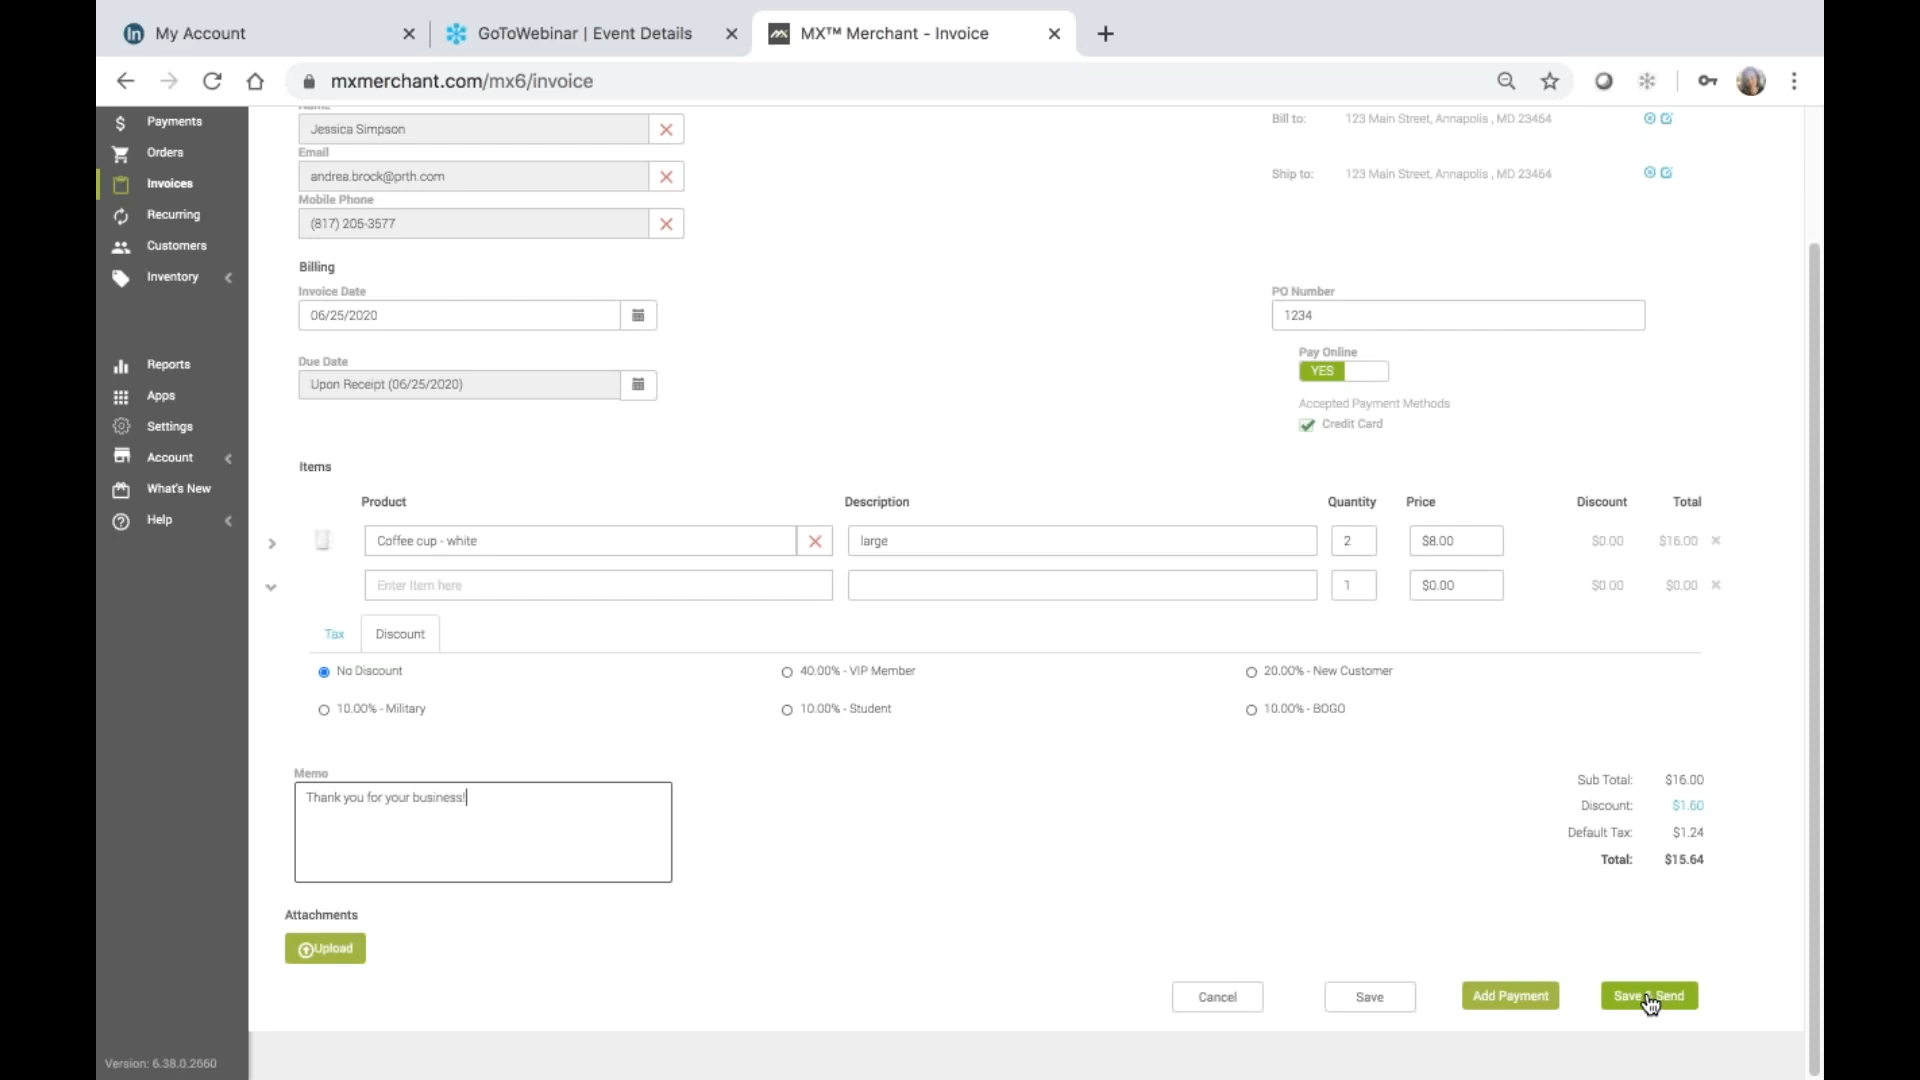 My Account
GoToWebinar | Event Details
MX™ Merchant - Invoice
mxmerchant.com/mx6/invoice
Payments
Orders
Invoices
Recurring
Customers
Inventory
Reports
Apps
Settings
Account
What's New
Help
Version: 6.38.0.2660
Name
Jessica Simpson
Email
andrea.brock@prth.com
Mobile Phone
(817) 205-3577
Bill to: 123 Main Street, Annapolis , MD 23464
Ship to: 123 Main Street, Annapolis , MD 23464
Billing
Invoice Date
06/25/2020
Due Date
Upon Receipt (06/25/2020)
PO Number
1234
Pay Online
YES
Accepted Payment Methods
Credit Card
Items
Product Description Quantity Price Discount Total
Coffee cup - white large 2 $8.00 $0.00 $16.00
Enter Item here 1 $0.00 $0.00 $0.00
Tax Discount
No Discount 40.00% - VIP Member 20.00% - New Customer
10.00% - Military 10.00% - Student 10.00% - BOGO
Memo
Thank you for your business!
Sub Total: $16.00
Discount: $1.60
Default Tax: $1.24
Total: $15.64
Attachments
Upload
Cancel Save Add Payment Save & Send